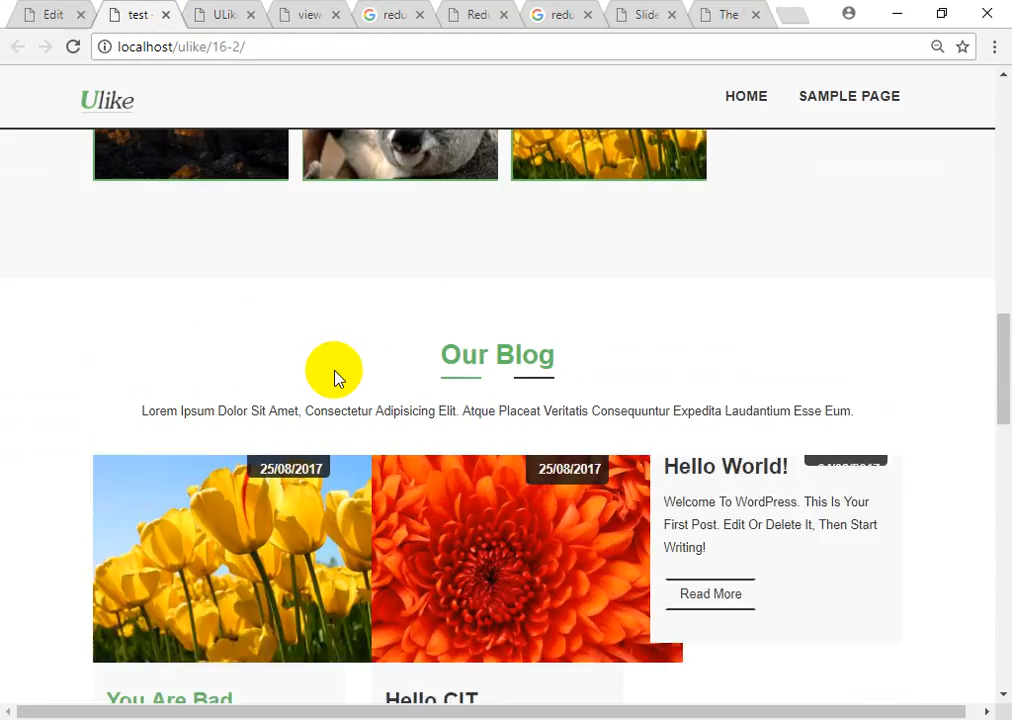 Edit
test -
ULik
view
redu
Redu
redu
Slide
The
localhost/ulike/16-2/
Ulike
HOME
SAMPLE PAGE
Our Blog
Lorem Ipsum Dolor Sit Amet, Consectetur Adipisicing Elit. Atque Placeat Veritatis Consequuntur Expedita Laudantium Esse Eum.
25/08/2017
25/08/2017
Hello World!
Welcome To WordPress. This Is Your
First Post. Edit Or Delete It, Then Start
Writing!
Read More
You Are Bad
Hello CIT